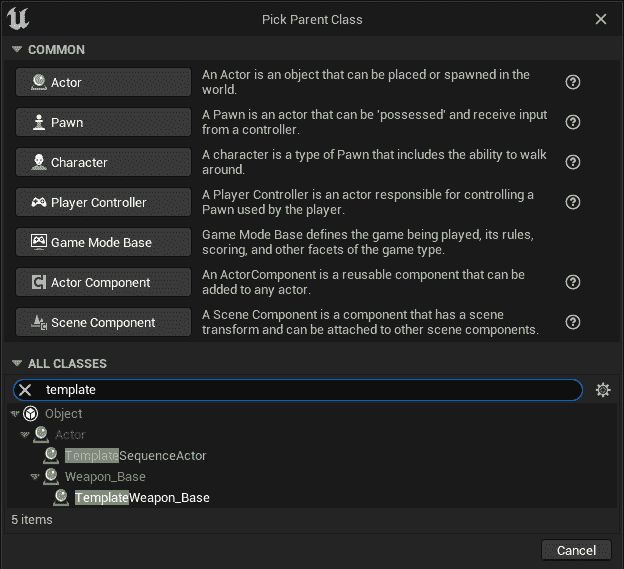 Pick Parent Class
COMMON
Actor
An Actor is an object that can be placed or spawned in the
world.
Pawn
A Pawn is an actor that can be 'possessed' and receive input
from a controller.
Character
A character is a type of Pawn that includes the ability to walk
around.
Player Controller
A Player Controller is an actor responsible for controlling a
Pawn used by the player.
Game Mode Base
Game Mode Base defines the game being played, its rules,
scoring, and other facets of the game type.
Actor Component
An ActorComponent is a reusable component that can be
added to any actor.
Scene Component
A Scene Component is a component that has a scene
transform and can be attached to other scene components.
ALL CLASSES
template
Object
Actor
TemplateSequenceActor
Weapon_Base
TemplateWeapon_Base
5 items
Cancel